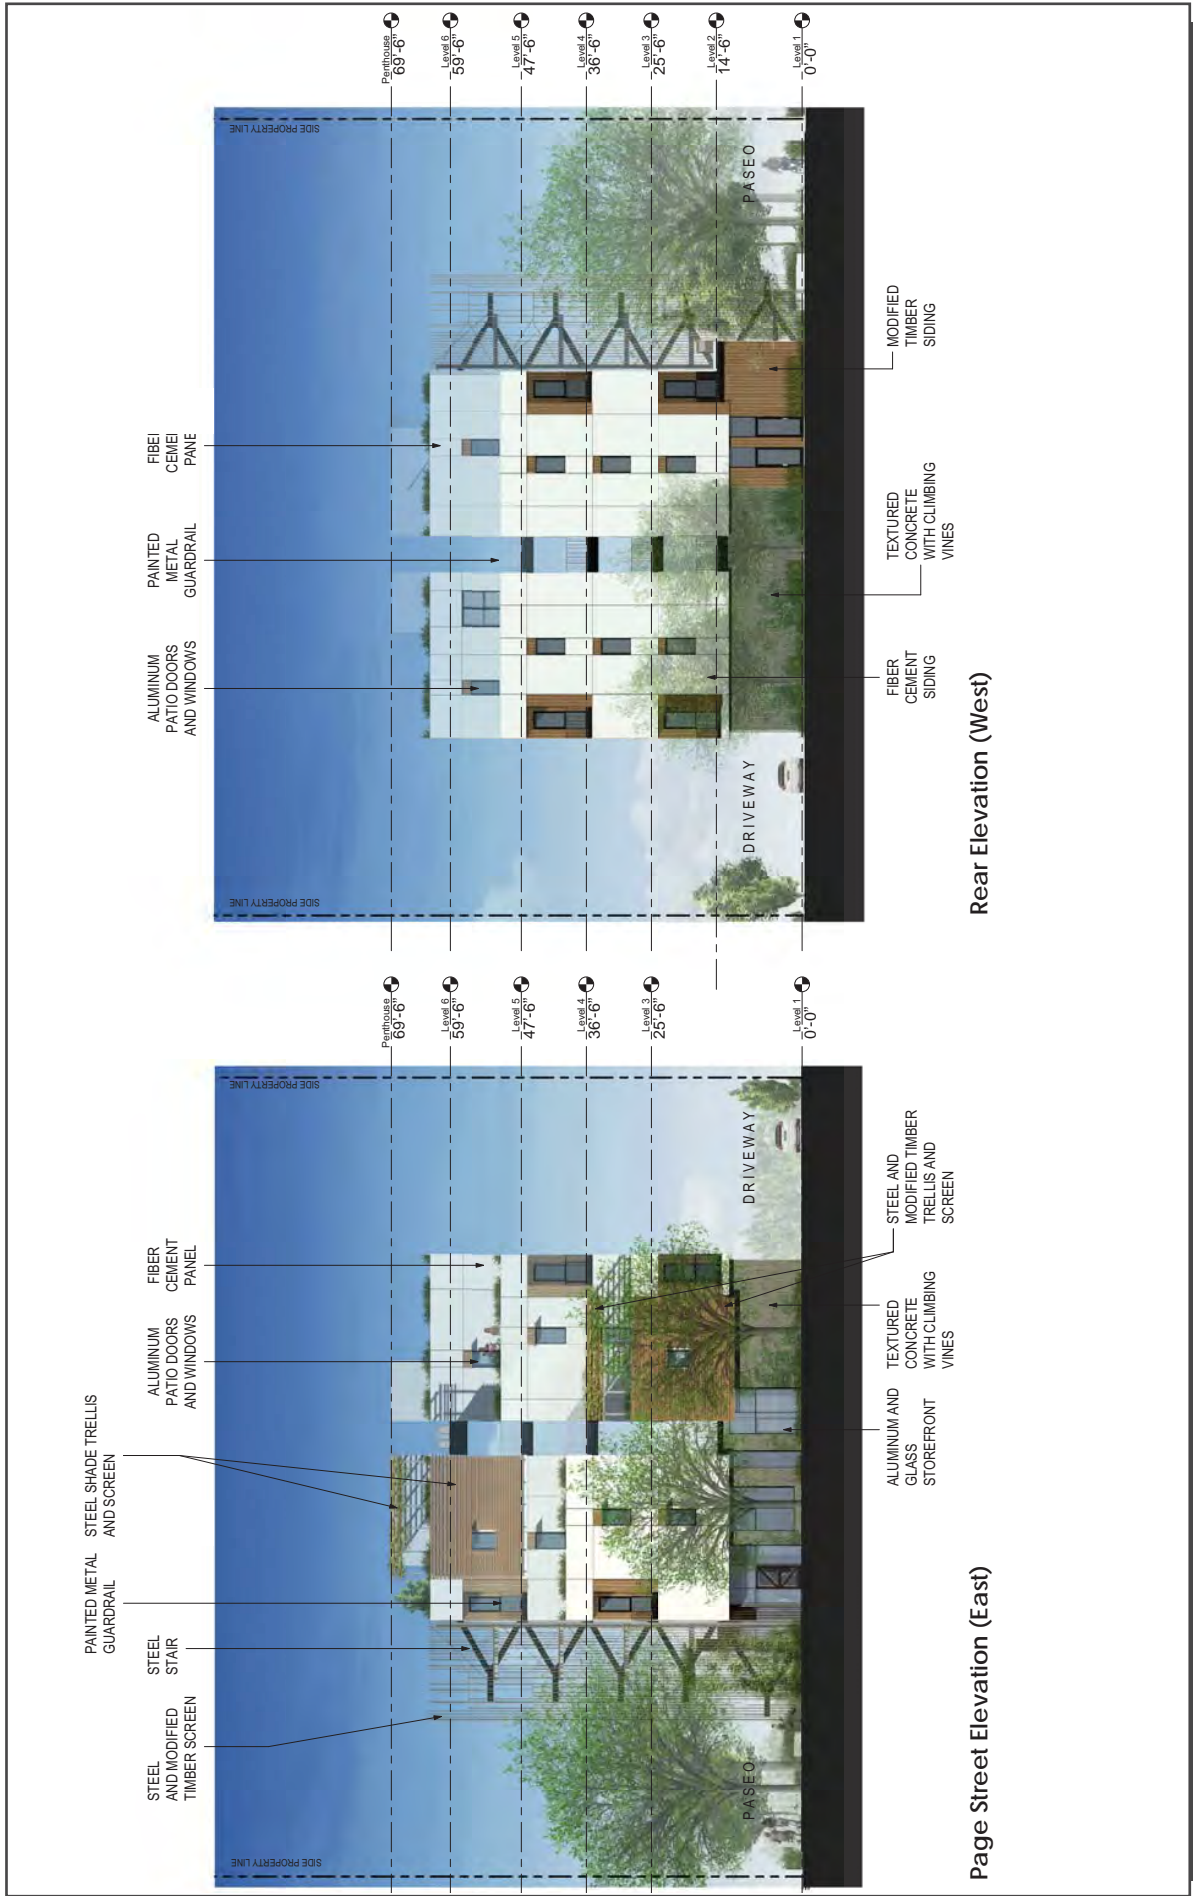 STEEL
AND MODIFIED
TIMBER SCREEN
STEEL
STAIR
PAINTED METAL
GUARDRAIL
STEEL SHADE TRELLIS
AND SCREEN
ALUMINUM
PATIO DOORS
AND WINDOWS
FIBER
CEMENT
PANEL
SIDE PROPERTY LINE
SIDE PROPERTY LINE
Penthouse
69'-6"
Level 6
59'-6"
Level 5
47'-6"
Level 4
36'-6"
Level 3
25'-6"
Level 1
0'-0"
PASEO
DRIVEWAY
ALUMINUM AND
GLASS
STOREFRONT
TEXTURED
CONCRETE
WITH CLIMBING
VINES
STEEL AND
MODIFIED TIMBER
TRELLIS AND
SCREEN
Page Street Elevation (East)
ALUMINUM
PATIO DOORS
AND WINDOWS
PAINTED
METAL
GUARDRAIL
FIBEI
CEMEI
PANE
SIDE PROPERTY LINE
SIDE PROPERTY LINE
Penthouse
69'-6"
Level 6
59'-6"
Level 5
47'-6"
Level 4
36'-6"
Level 3
25'-6"
Level 2
14'-6"
Level 1
0'-0"
DRIVEWAY
PASEO
FIBER
CEMENT
SIDING
TEXTURED
CONCRETE
WITH CLIMBING
VINES
MODIFIED
TIMBER
SIDING
Rear Elevation (West)